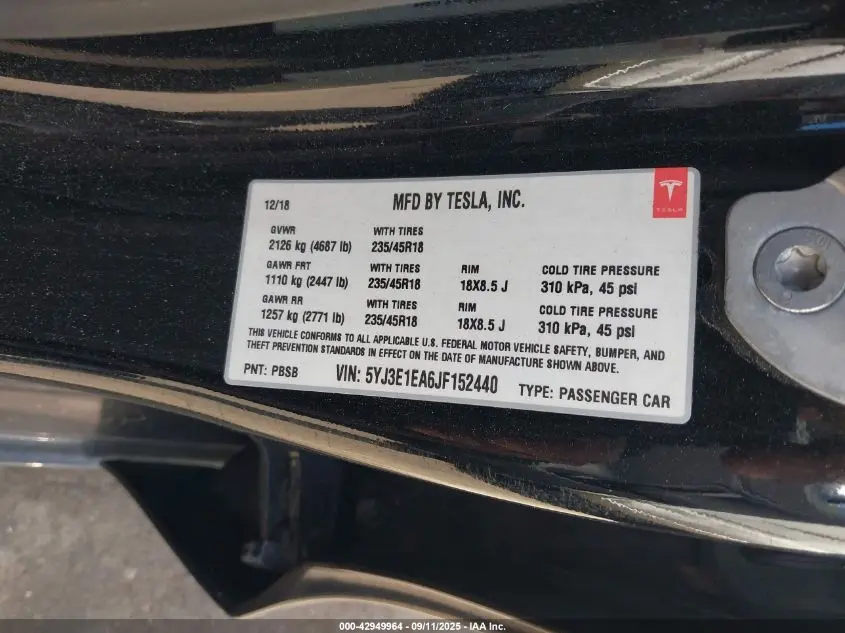 12/18
MFD BY TESLA, INC.
TESLA
GVWR WITH TIRES
2126 kg (4687 lb) 235/45R18
GAWR FRT WITH TIRES RIM COLD TIRE PRESSURE
1110 kg (2447 lb) 235/45R18 18X8.5 J 310 kPa, 45 psi
GAWR RR WITH TIRES RIM COLD TIRE PRESSURE
1257 kg (2771 lb) 235/45R18 18X8.5 J 310 kPa, 45 psi
THIS VEHICLE CONFORMS TO ALL APPLICABLE U.S. FEDERAL MOTOR VEHICLE SAFETY, BUMPER, AND
THEFT PREVENTION STANDARDS IN EFFECT ON THE DATE OF MANUFACTURE SHOWN ABOVE.
PNT: PBSB VIN: 5YJ3E1EA6JF152440 TYPE: PASSENGER CAR
000-42949964 - 09/11/2025 - IAA Inc.